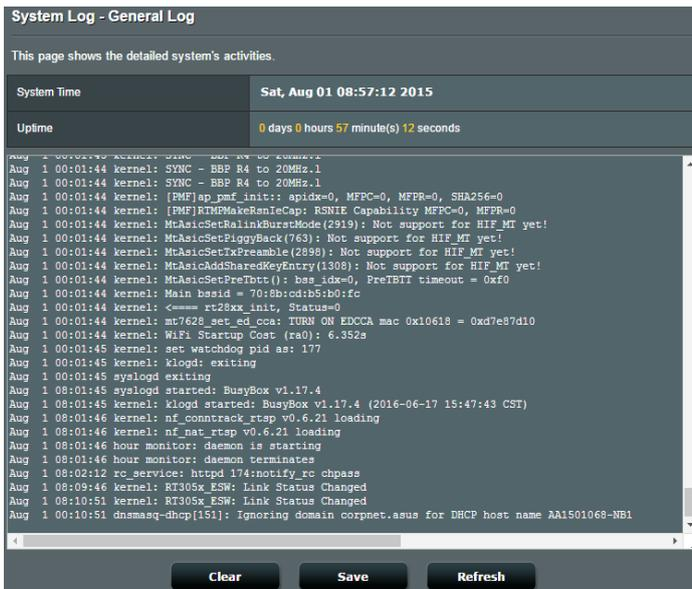 System Log - General Log
This page shows the detailed system's activities.
System Time Sat, Aug 01 08:57:12 2015
Uptime 0 days 0 hours 57 minute(s) 12 seconds
Aug 1 00:01:43 kernel: SYNC - BBP R4 to 20MHz.l
Aug 1 00:01:44 kernel: SYNC - BBP R4 to 20MHz.l
Aug 1 00:01:44 kernel: SYNC - BBP R4 to 20MHz.l
Aug 1 00:01:44 kernel: [PMF]ap_pmf_init:: apidx=0, MFPC=0, MFPR=0, SHA256=0
Aug 1 00:01:44 kernel: [PMF]RTMPMakeRsnIeCap: RSNIE Capability MFPC=0, MFPR=0
Aug 1 00:01:44 kernel: MtAsicSetRalinkBurstMode(2919): Not support for HIF_MT yet!
Aug 1 00:01:44 kernel: MtAsicSetPiggyBack(763): Not support for HIF_MT yet!
Aug 1 00:01:44 kernel: MtAsicSetTxPreamble(2898): Not support for HIF_MT yet!
Aug 1 00:01:44 kernel: MtAsicAddSharedKeyEntry(1308): Not support for HIF_MT yet!
Aug 1 00:01:44 kernel: MtAsicSetPreTbtt(): bss_idx=0, PreTBTT timeout = 0xf0
Aug 1 00:01:44 kernel: Main bssid = 70:8b:cd:b5:b0:fc
Aug 1 00:01:44 kernel: <==== rt28xx_init, Status=0
Aug 1 00:01:44 kernel: mt7628_set_ed_cca: TURN ON EDCCA mac 0x10618 = 0xd7e87d10
Aug 1 00:01:44 kernel: WiFi Startup Cost (ra0): 6.352s
Aug 1 00:01:45 kernel: set watchdog pid as: 177
Aug 1 00:01:45 kernel: klogd: exiting
Aug 1 00:01:45 syslogd exiting
Aug 1 08:01:45 syslogd started: BusyBox v1.17.4
Aug 1 08:01:45 kernel: klogd started: BusyBox v1.17.4 (2016-06-17 15:47:43 CST)
Aug 1 08:01:46 kernel: nf_conntrack_rtsp v0.6.21 loading
Aug 1 08:01:46 kernel: nf_nat_rtsp v0.6.21 loading
Aug 1 08:01:46 hour monitor: daemon is starting
Aug 1 08:01:46 hour monitor: daemon terminates
Aug 1 08:02:12 rc_service: httpd 174:notify_rc chpass
Aug 1 08:09:46 kernel: RT305x_ESW: Link Status Changed
Aug 1 08:10:51 kernel: RT305x_ESW: Link Status Changed
Aug 1 00:10:51 dnsmasq-dhcp[151]: Ignoring domain corpnet.asus for DHCP host name AA1501068-NB1
Clear Save Refresh